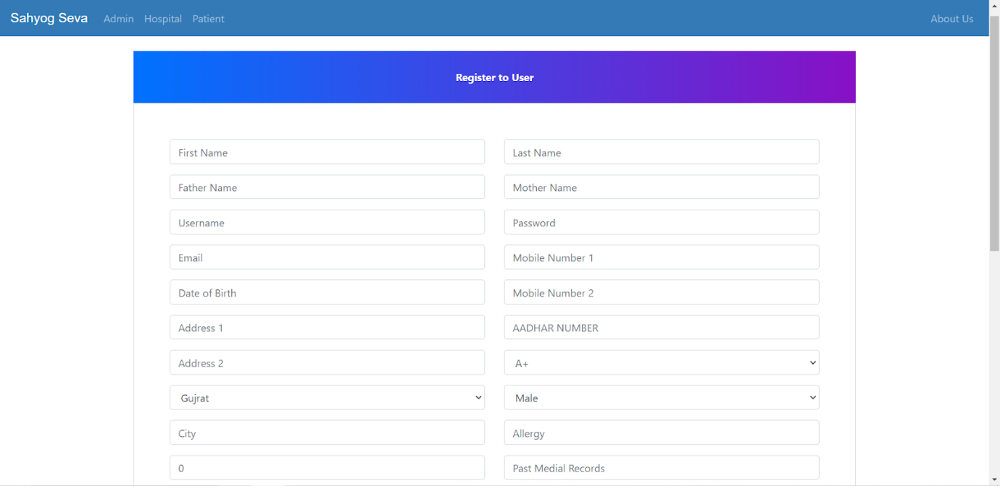 Sahyog Seva Admin Hospital Patient About Us
Register to User
First Name Last Name
Father Name Mother Name
Username Password
Email Mobile Number 1
Date of Birth Mobile Number 2
Address 1 AADHAR NUMBER
Address 2 A+
Gujrat Male
City Allergy
0 Past Medial Records